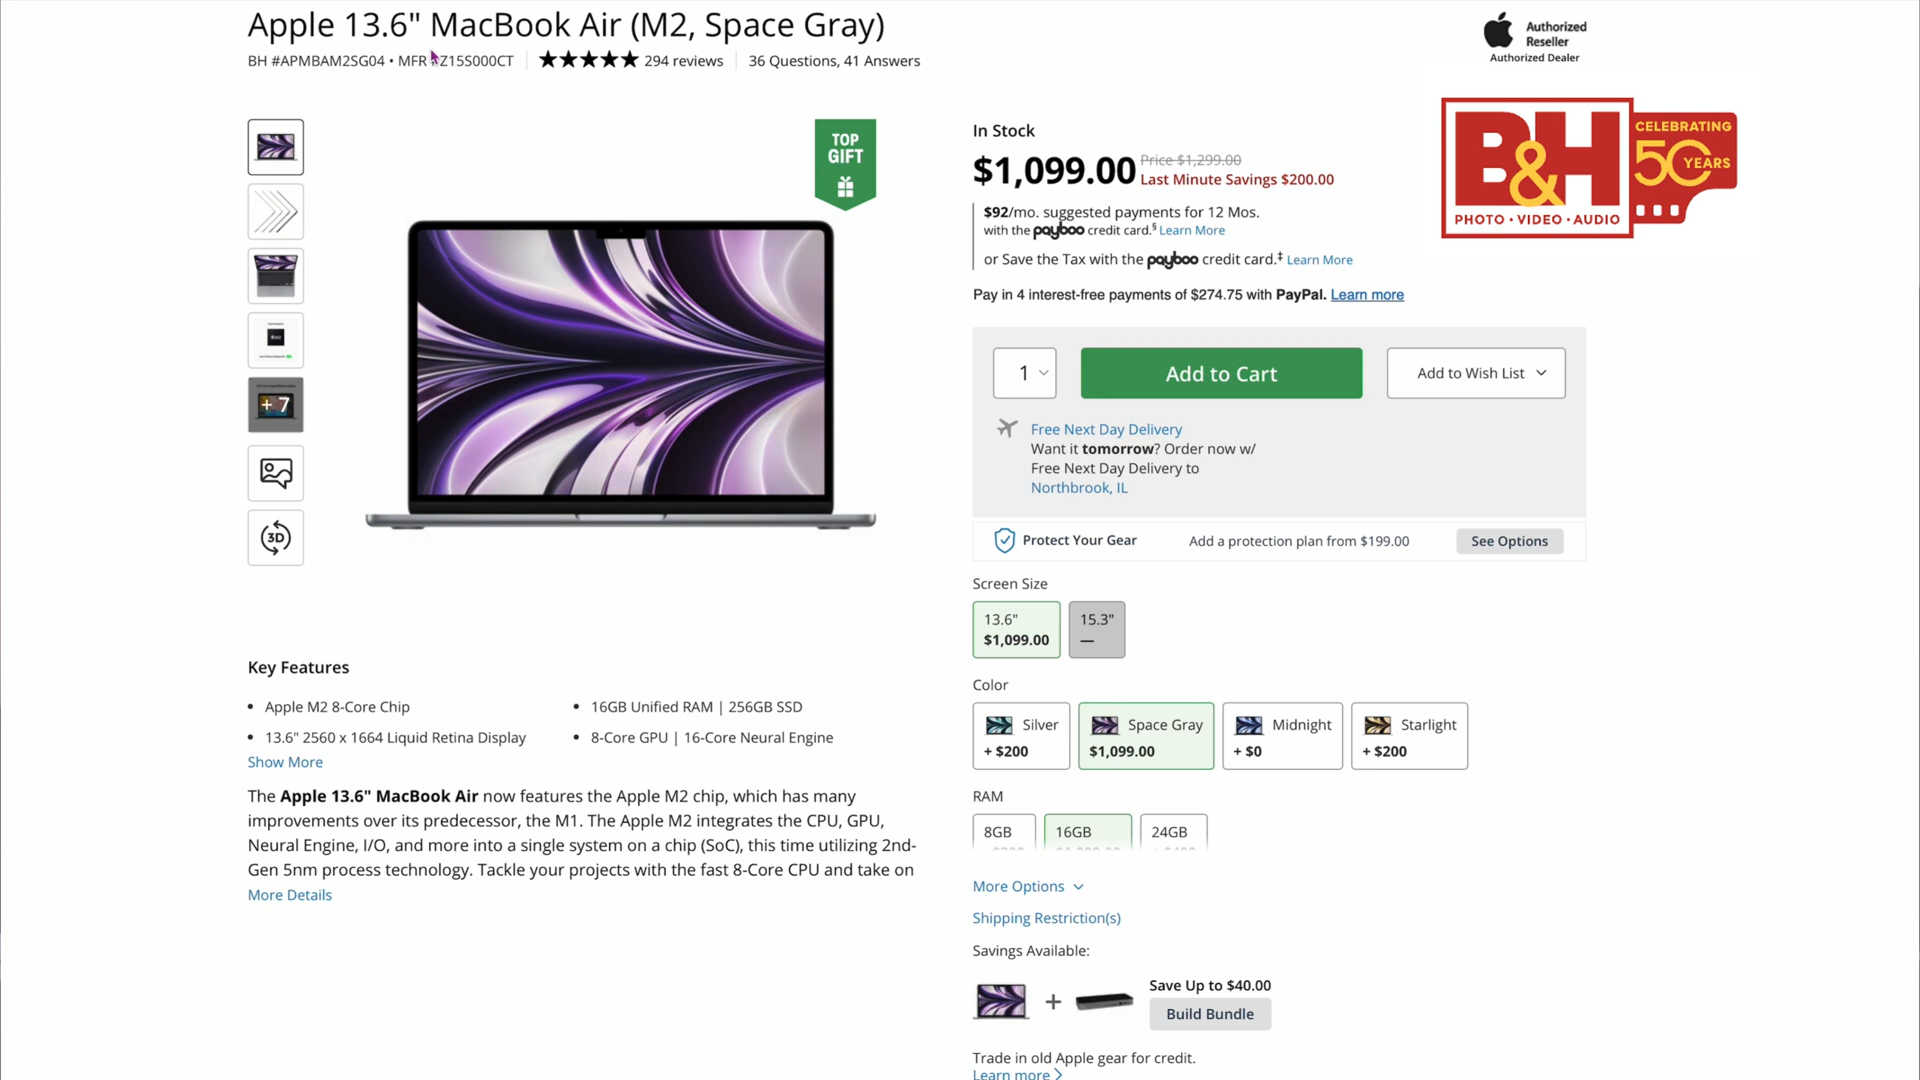 Apple 13.6" MacBook Air (M2, Space Gray)
BH #APMBAM2SG04 • MFR #Z15S000CT
294 reviews
36 Questions, 41 Answers
Authorized
Reseller
Authorized Dealer
B&H
PHOTO • VIDEO • AUDIO
CELEBRATING
50 YEARS
TOP
GIFT
+ 7
3D
In Stock
$1,099.00
Price $1,299.00
Last Minute Savings $200.00
$92/mo. suggested payments for 12 Mos.
with the payboo credit card.§ Learn More
or Save the Tax with the payboo credit card.‡ Learn More
Pay in 4 interest-free payments of $274.75 with PayPal. Learn more
1
Add to Cart
Add to Wish List
Free Next Day Delivery
Want it tomorrow? Order now w/
Free Next Day Delivery to
Northbrook, IL
Protect Your Gear
Add a protection plan from $199.00
See Options
Screen Size
13.6"
$1,099.00
15.3"
—
Color
Silver
+ $200
Space Gray
$1,099.00
Midnight
+ $0
Starlight
+ $200
RAM
8GB
16GB
24GB
More Options
Shipping Restriction(s)
Savings Available:
+
Save Up to $40.00
Build Bundle
Trade in old Apple gear for credit.
Learn more >
Key Features
• Apple M2 8-Core Chip
• 13.6" 2560 x 1664 Liquid Retina Display
• 16GB Unified RAM | 256GB SSD
• 8-Core GPU | 16-Core Neural Engine
Show More
The Apple 13.6" MacBook Air now features the Apple M2 chip, which has many
improvements over its predecessor, the M1. The Apple M2 integrates the CPU, GPU,
Neural Engine, I/O, and more into a single system on a chip (SoC), this time utilizing 2nd-
Gen 5nm process technology. Tackle your projects with the fast 8-Core CPU and take on
More Details